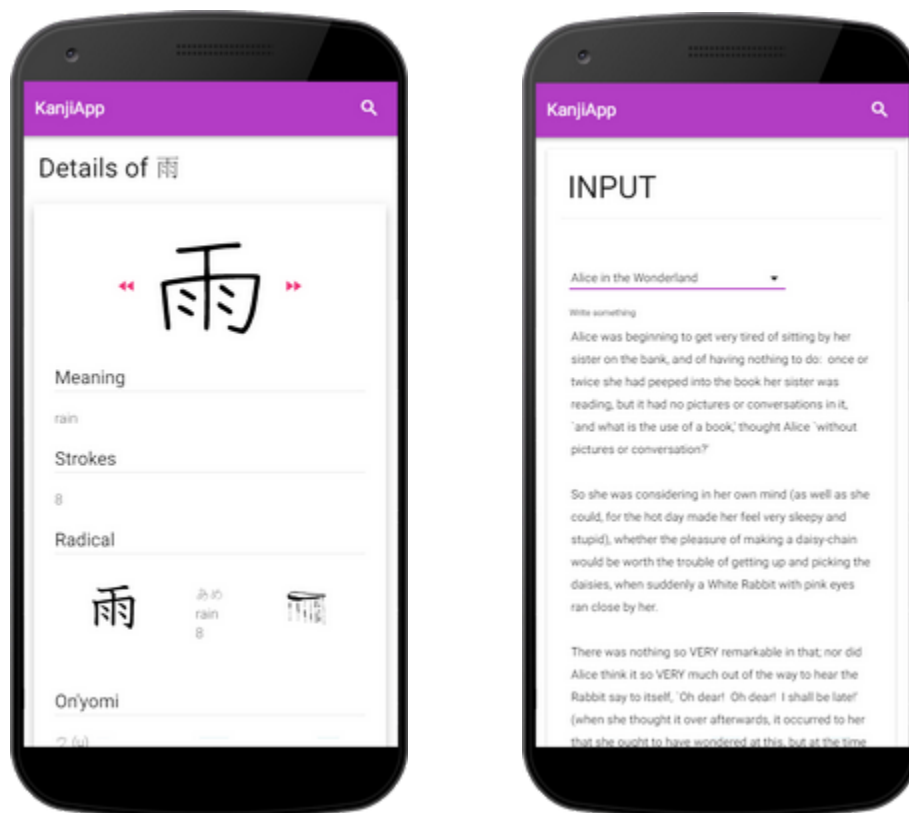 KanjiApp
Details of 雨
雨
Meaning
rain
Strokes
8
Radical
雨
あめ
rain
8
On'yomi
ウ (u)
KanjiApp
INPUT
Alice in the Wonderland
Write something
Alice was beginning to get very tired of sitting by her
sister on the bank, and of having nothing to do: once or
twice she had peeped into the book her sister was
reading, but it had no pictures or conversations in it,
`and what is the use of a book,' thought Alice `without
pictures or conversation?'
So she was considering in her own mind (as well as she
could, for the hot day made her feel very sleepy and
stupid), whether the pleasure of making a daisy-chain
would be worth the trouble of getting up and picking the
daisies, when suddenly a White Rabbit with pink eyes
ran close by her.
There was nothing so VERY remarkable in that; nor did
Alice think it so VERY much out of the way to hear the
Rabbit say to itself, `Oh dear! Oh dear! I shall be late!'
(when she thought it over afterwards, it occurred to her
that she ought to have wondered at this, but at the time